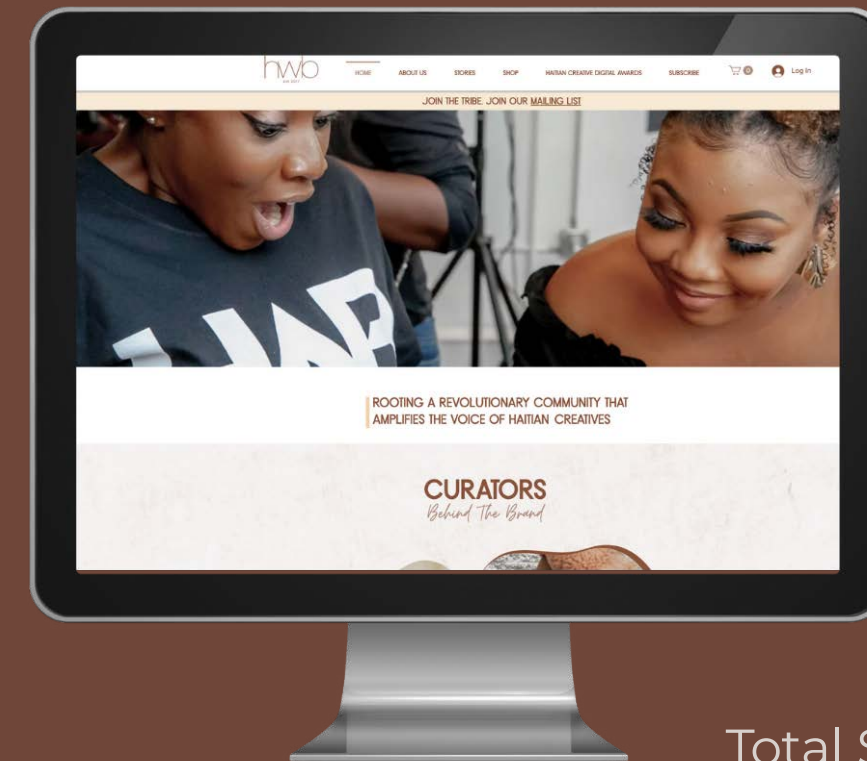 hwb
HOME ABOUT US STORIES SHOP HAITIAN CREATIVE DIGITAL AWARDS SUBSCRIBE 0 Log In
JOIN THE TRIBE. JOIN OUR MAILING LIST
ROOTING A REVOLUTIONARY COMMUNITY THAT
AMPLIFIES THE VOICE OF HAITIAN CREATIVES
CURATORS
Behind The Brand
Total